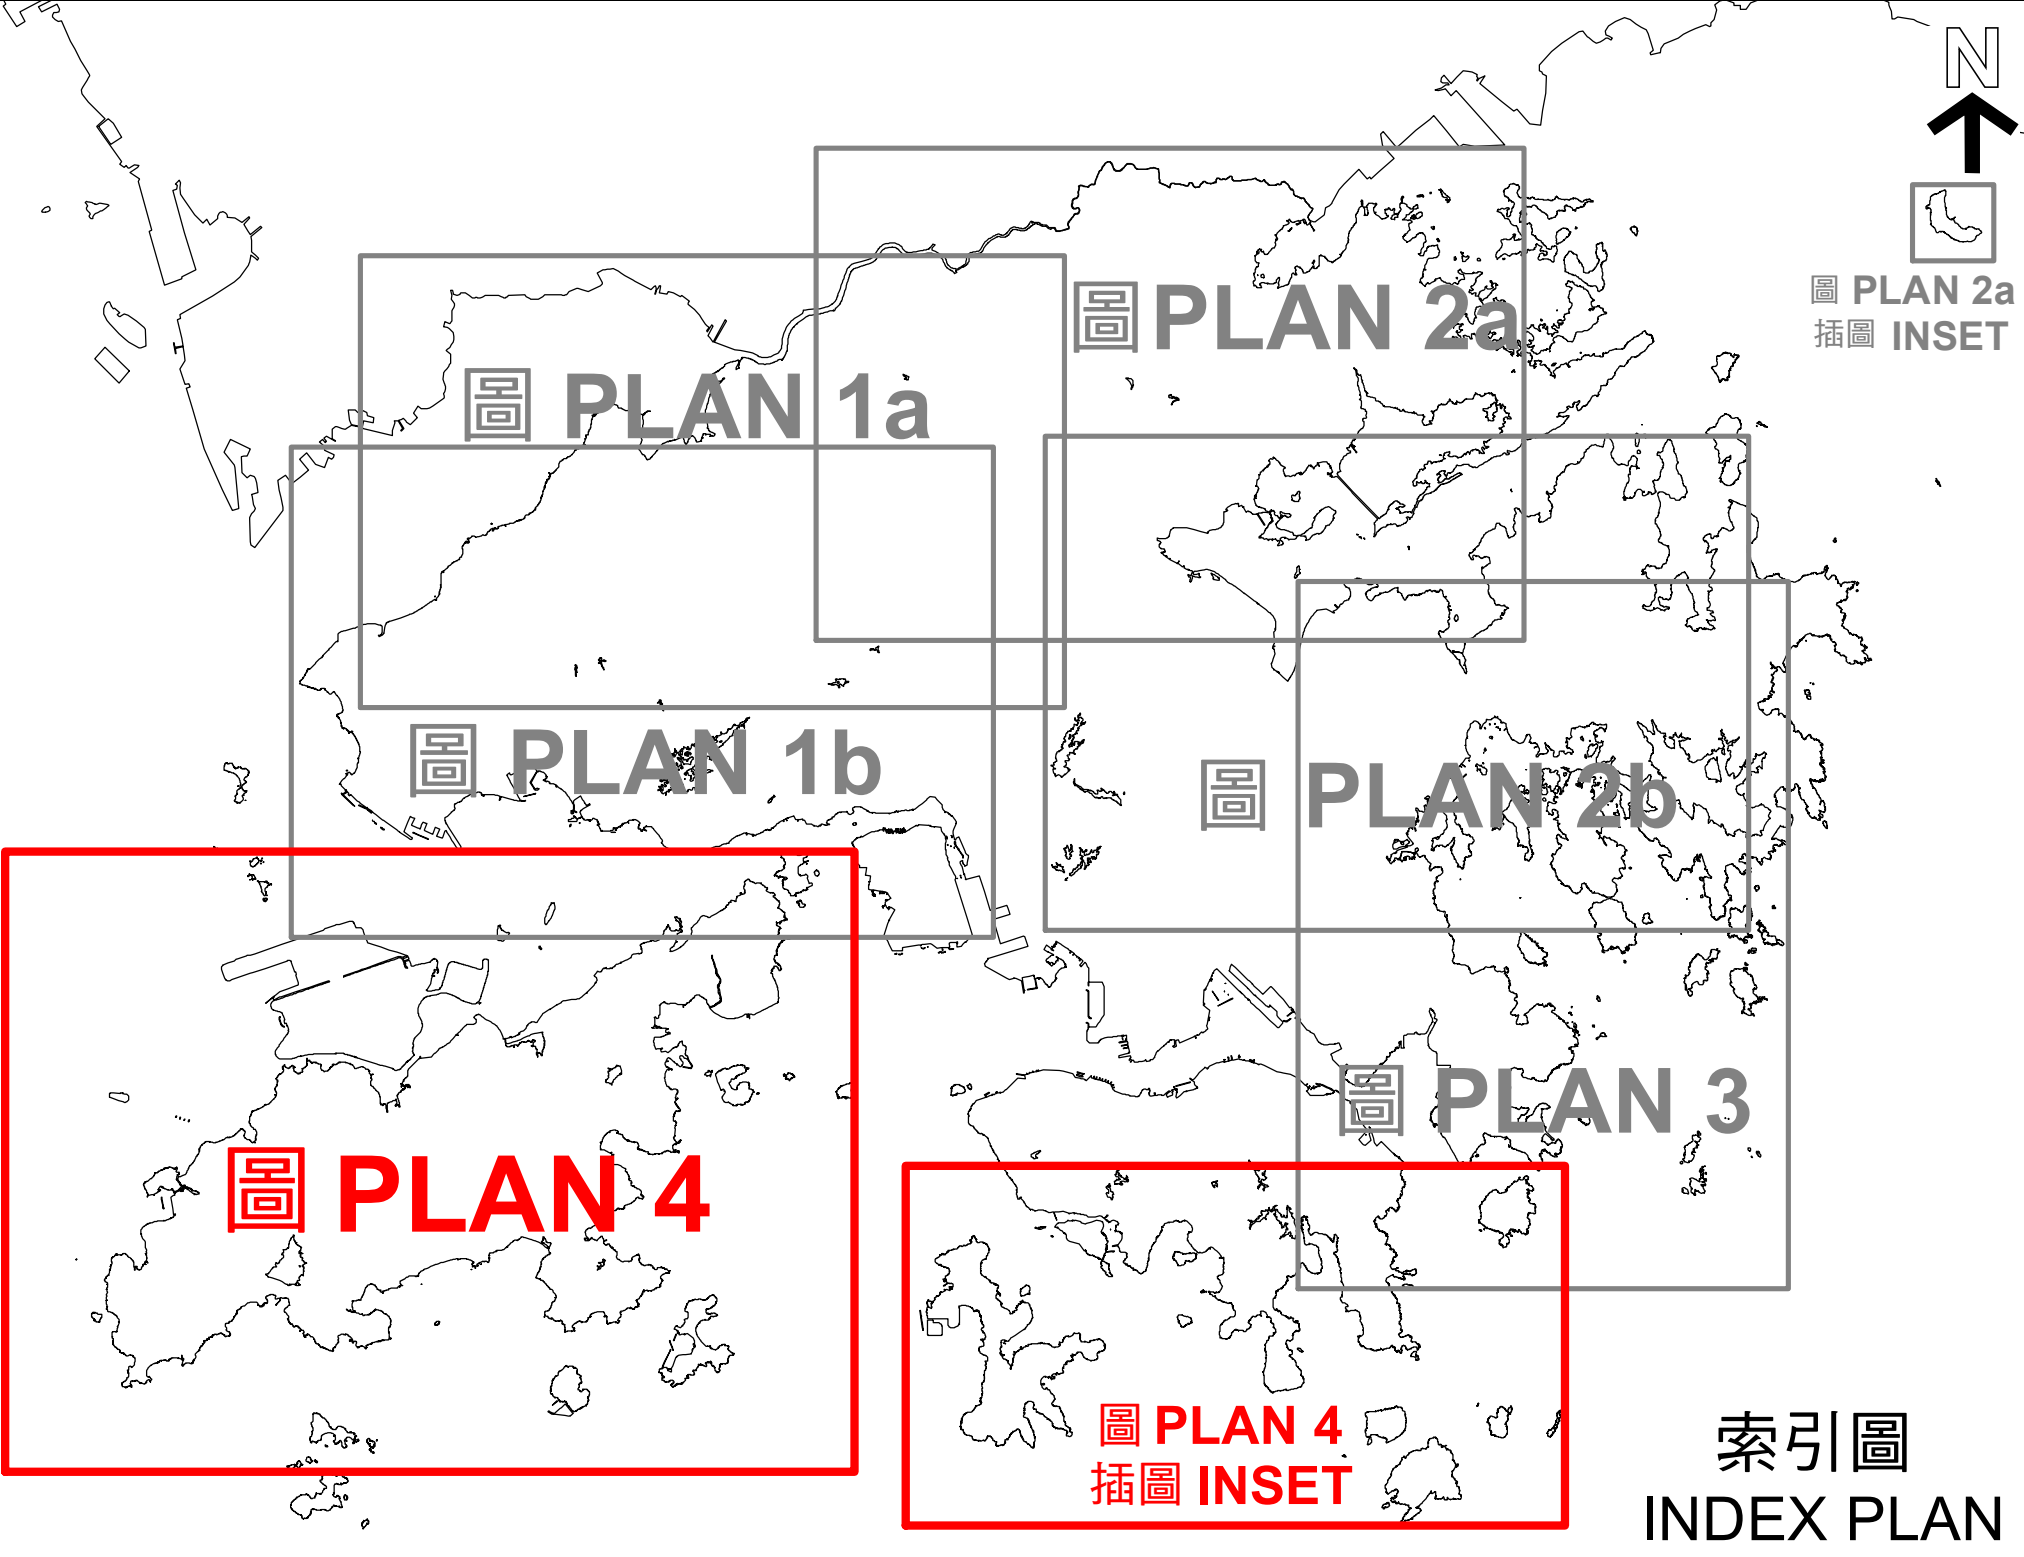 N
圖 PLAN 2a
圖 PLAN 2a
插圖 INSET
圖 PLAN 1a
圖 PLAN 1b
圖 PLAN 2b
圖 PLAN 3
圖 PLAN 4
圖 PLAN 4
插圖 INSET
索引圖
INDEX PLAN